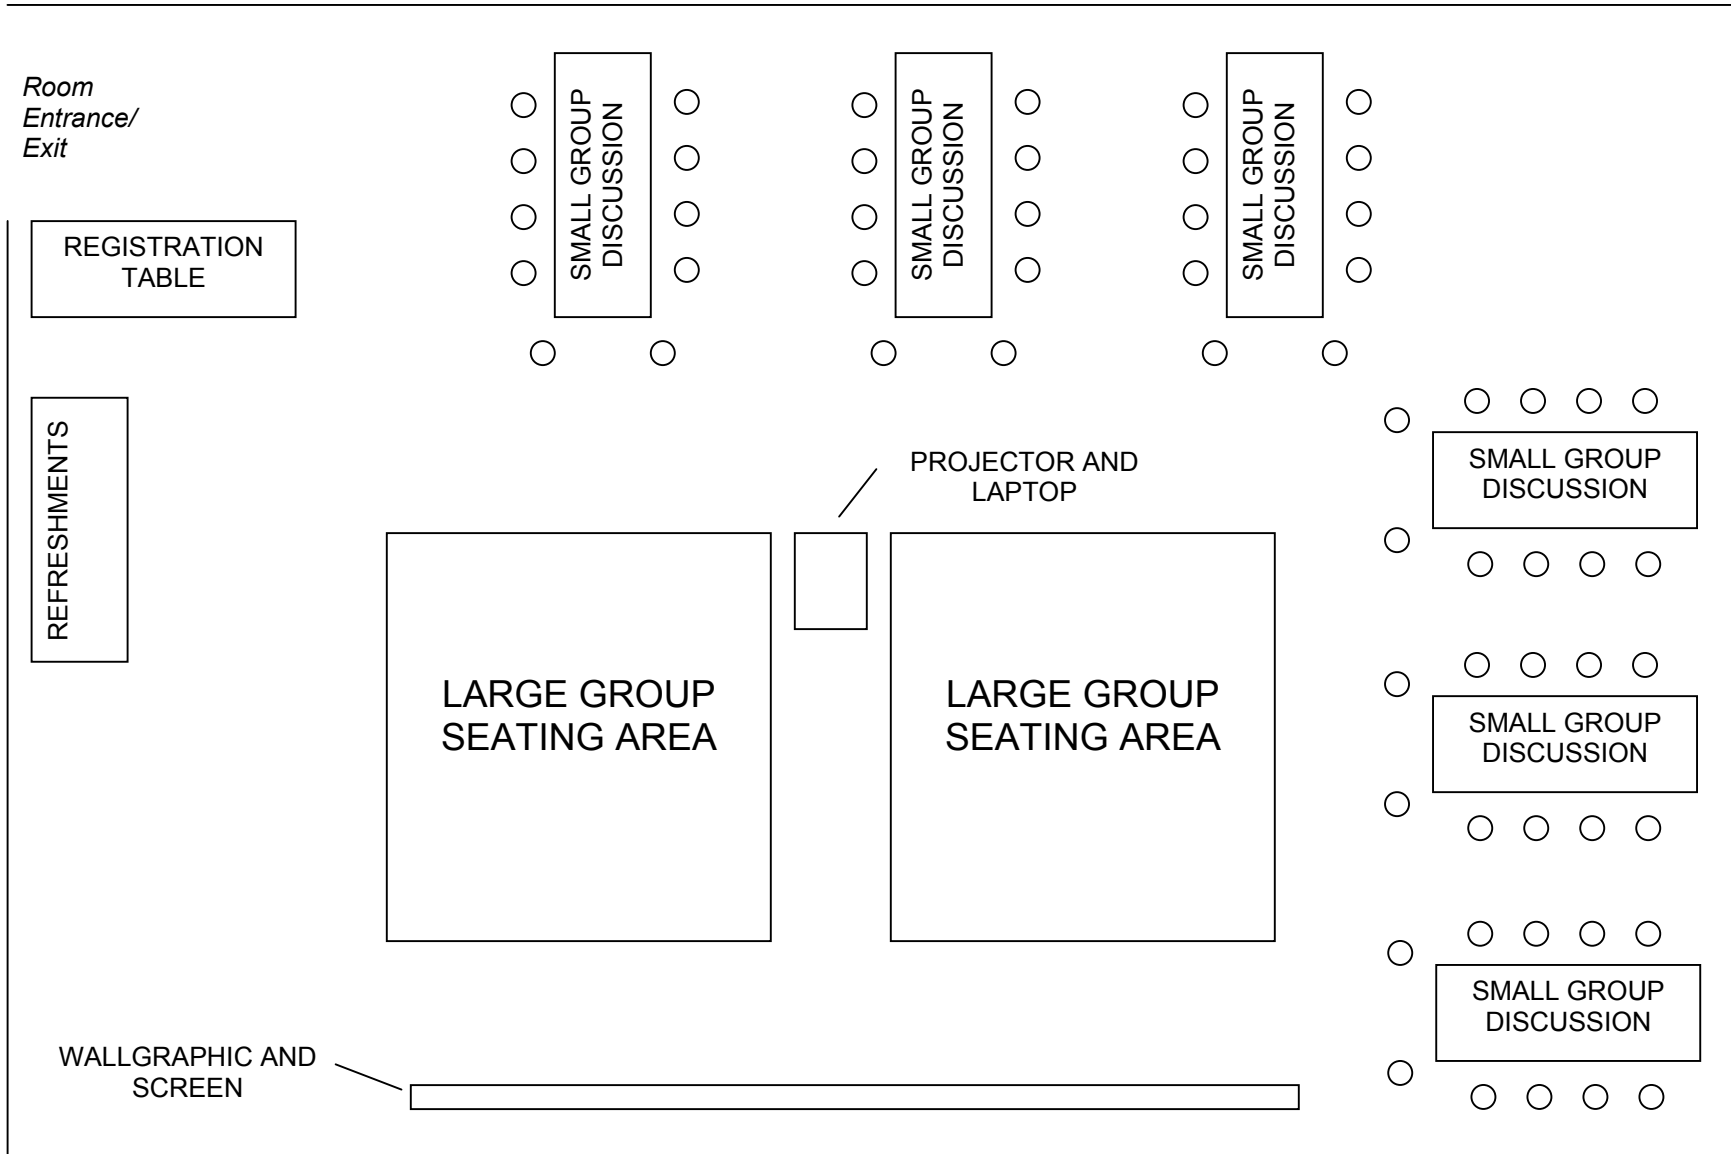 Room
Entrance/
Exit
SMALL GROUP
DISCUSSION
SMALL GROUP
DISCUSSION
SMALL GROUP
DISCUSSION
REGISTRATION
TABLE
REFRESHMENTS
PROJECTOR AND
LAPTOP
SMALL GROUP
DISCUSSION
LARGE GROUP
SEATING AREA
LARGE GROUP
SEATING AREA
SMALL GROUP
DISCUSSION
SMALL GROUP
DISCUSSION
WALLGRAPHIC AND
SCREEN